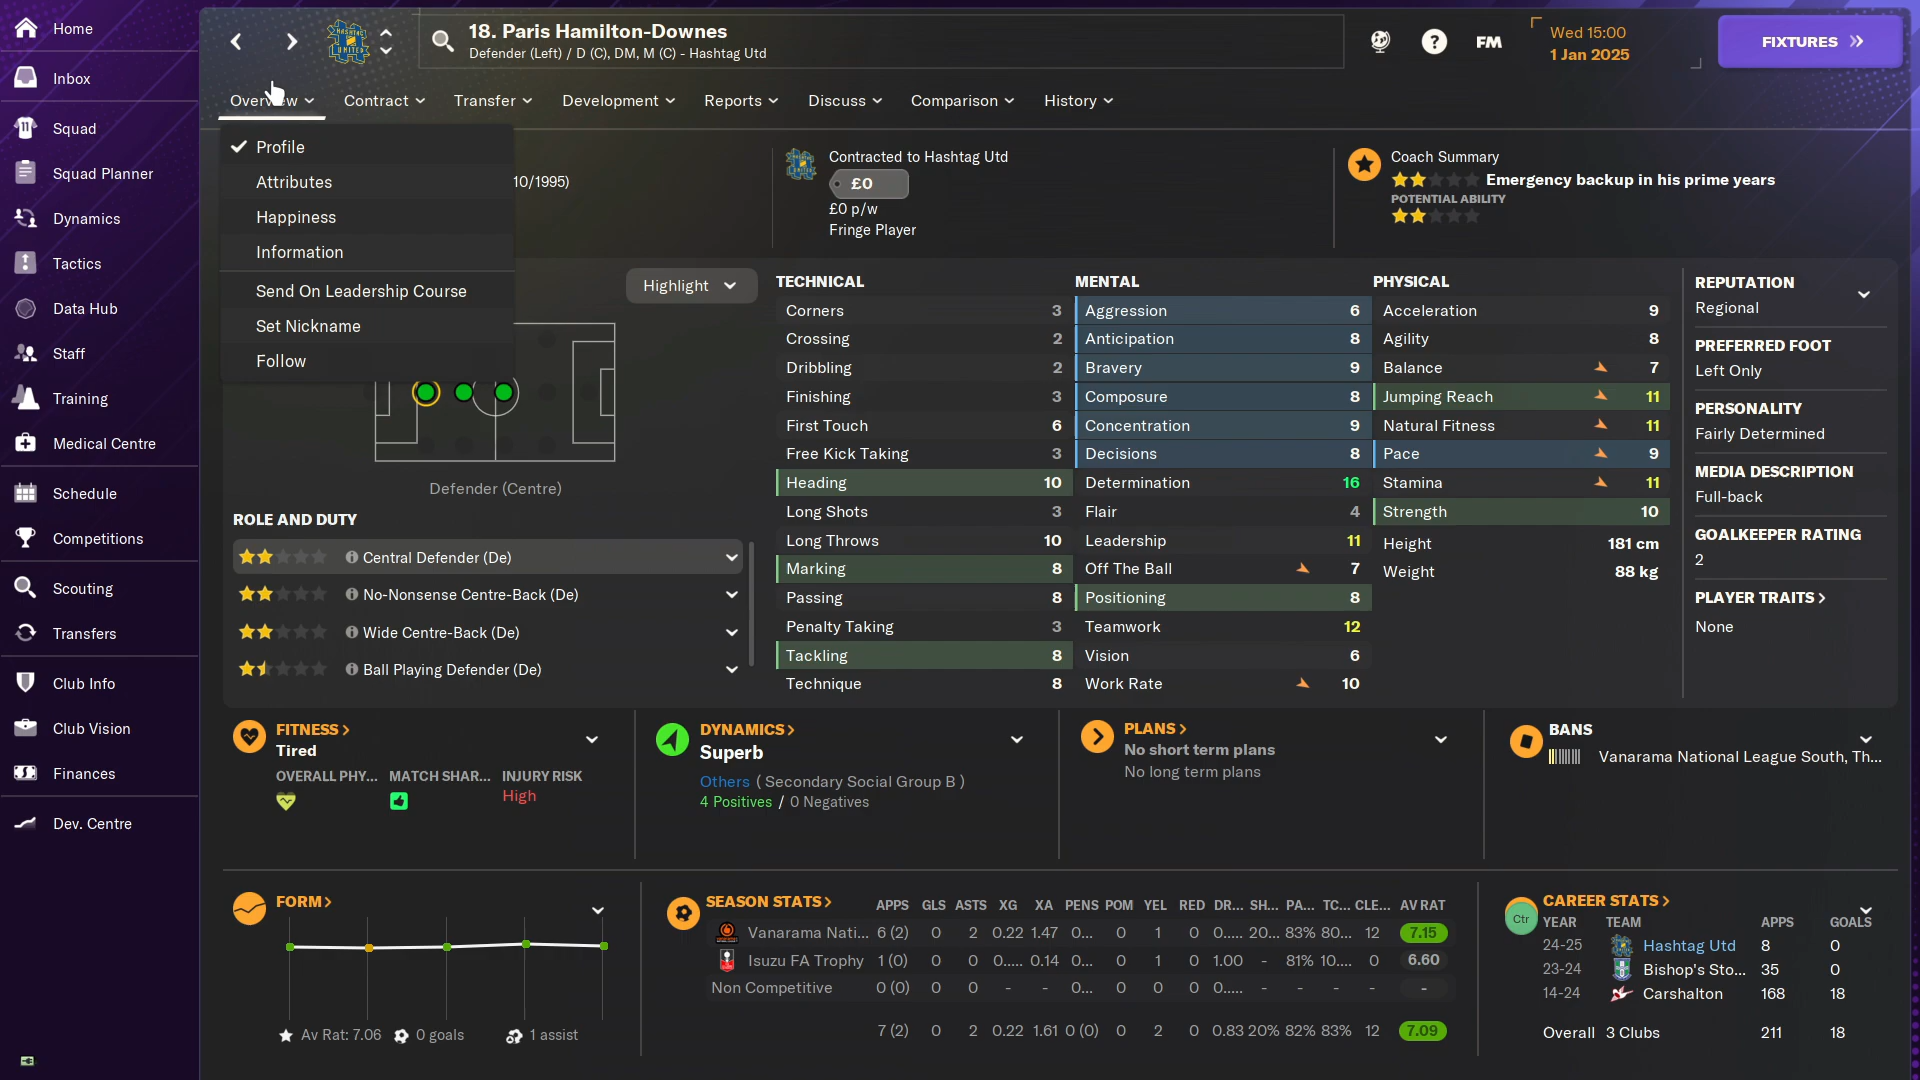 Home
Inbox
Squad
Squad Planner
Dynamics
Tactics
Data Hub
Staff
Training
Medical Centre
Schedule
Competitions
Scouting
Transfers
Club Info
Club Vision
Finances
Dev. Centre
18. Paris Hamilton-Downes
Defender (Left) / D (C), DM, M (C) - Hashtag Utd
FM
Wed 15:00
1 Jan 2025
FIXTURES
Contract
Transfer
Development
Reports
Discuss
Comparison
History
Profile
Attributes
Happiness
Information
Send On Leadership Course
Set Nickname
Follow
10/1995)
Contracted to Hashtag Utd
£0
£0 p/w
Fringe Player
Coach Summary
Emergency backup in his prime years
POTENTIAL ABILITY
Highlight
Defender (Centre)
ROLE AND DUTY
Central Defender (De)
No-Nonsense Centre-Back (De)
Wide Centre-Back (De)
Ball Playing Defender (De)
TECHNICAL
Corners 3
Crossing 2
Dribbling 2
Finishing 3
First Touch 6
Free Kick Taking 3
Heading 10
Long Shots 3
Long Throws 10
Marking 8
Passing 8
Penalty Taking 3
Tackling 8
Technique 8
MENTAL
Aggression 6
Anticipation 8
Bravery 9
Composure 8
Concentration 9
Decisions 8
Determination 16
Flair 4
Leadership 11
Off The Ball 7
Positioning 8
Teamwork 12
Vision 6
Work Rate 10
PHYSICAL
Acceleration 9
Agility 8
Balance 7
Jumping Reach 11
Natural Fitness 11
Pace 9
Stamina 11
Strength 10
Height 181 cm
Weight 88 kg
REPUTATION
Regional
PREFERRED FOOT
Left Only
PERSONALITY
Fairly Determined
MEDIA DESCRIPTION
Full-back
GOALKEEPER RATING
2
PLAYER TRAITS >
None
FITNESS >
Tired
OVERALL PHY... MATCH SHAR... INJURY RISK
High
DYNAMICS >
Superb
Others ( Secondary Social Group B )
4 Positives / 0 Negatives
PLANS >
No short term plans
No long term plans
BANS
Vanarama National League South, Th...
FORM >
Av Rat: 7.06 0 goals 1 assist
SEASON STATS > APPS GLS ASTS XG XA PENS POM YEL RED DR... SH... PA... TC... CLE... AV RAT
Vanarama Nati... 6 (2) 0 2 0.22 1.47 0... 0 1 0 0..... 20... 83% 80... 12 7.15
Isuzu FA Trophy 1 (0) 0 0 0..... 0.14 0... 0 1 0 1.00 - 81% 10.... 0 6.60
Non Competitive 0 (0) 0 0 - - 0... 0 0 0 0..... - - - - -
7 (2) 0 2 0.22 1.61 0 (0) 0 2 0 0.83 20% 82% 83% 12 7.09
CAREER STATS >
Ctr
YEAR TEAM APPS GOALS
24-25 Hashtag Utd 8 0
23-24 Bishop's Sto... 35 0
14-24 Carshalton 168 18
Overall 3 Clubs 211 18